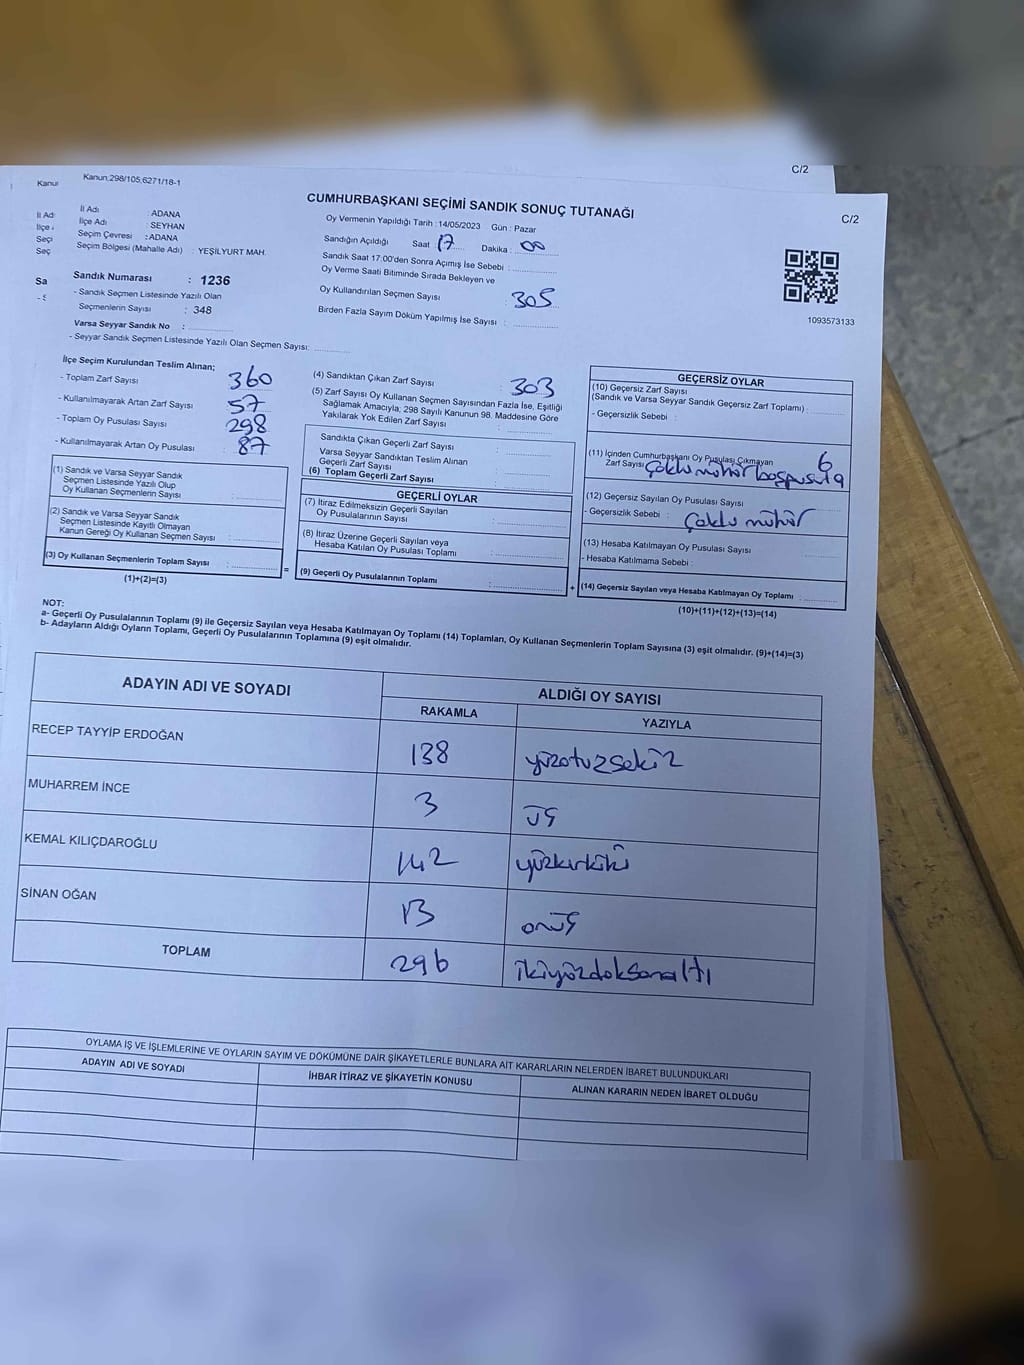 C/2
Kanun
Kanun;298/105;6271/18-1
CUMHURBAŞKANI SEÇİMİ SANDIK SONUÇ TUTANAĞI
C/2
İl Adı : ADANA
İlçe Adı : SEYHAN
Seçim Çevresi : ADANA
Seçim Bölgesi (Mahalle Adı) : YEŞİLYURT MAH.
Oy Vermenin Yapıldığı Tarih : 14/05/2023 Gün : Pazar
Sandığın Açıldığı Saat 17 Dakika : 00
Sandık Saat 17:00'den Sonra Açımış İse Sebebi :
Oy Verme Saati Bitiminde Sırada Bekleyen ve
Oy Kullandırılan Seçmen Sayısı : 305
Birden Fazla Sayım Döküm Yapılmış İse Sayısı :
1093573133
Sandık Numarası : 1236
- Sandık Seçmen Listesinde Yazılı Olan
Seçmenlerin Sayısı : 348
Varsa Seyyar Sandık No :
- Seyyar Sandık Seçmen Listesinde Yazılı Olan Seçmen Sayısı:
İlçe Seçim Kurulundan Teslim Alınan;
- Toplam Zarf Sayısı : 360
- Kullanılmayarak Artan Zarf Sayısı : 57
- Toplam Oy Pusulası Sayısı : 298
- Kullanılmayarak Artan Oy Pusulası : 87
(1) Sandık ve Varsa Seyyar Sandık
Seçmen Listesinde Yazılı Olup
Oy Kullanan Seçmenlerin Sayısı :
(2) Sandık ve Varsa Seyyar Sandık
Seçmen Listesinde Kayıtlı Olmayan
Kanun Gereği Oy Kullanan Seçmen Sayısı :
(3) Oy Kullanan Seçmenlerin Toplam Sayısı :
(1)+(2)=(3)
(4) Sandıktan Çıkan Zarf Sayısı : 303
(5) Zarf Sayısı Oy Kullanan Seçmen Sayısından Fazla İse, Eşitliği
Sağlamak Amacıyla; 298 Sayılı Kanunun 98. Maddesine Göre
Yakılarak Yok Edilen Zarf Sayısı :
Sandıkta Çıkan Geçerli Zarf Sayısı :
Varsa Seyyar Sandıktan Teslim Alınan
Geçerli Zarf Sayısı :
(6) Toplam Geçerli Zarf Sayısı :
GEÇERLİ OYLAR
(7) İtiraz Edilmeksizin Geçerli Sayılan
Oy Pusulalarının Sayısı :
(8) İtiraz Üzerine Geçerli Sayılan veya
Hesaba Katılan Oy Pusulası Toplamı :
= (9) Geçerli Oy Pusulalarının Toplamı :
GEÇERSİZ OYLAR
(10) Geçersiz Zarf Sayısı
(Sandık ve Varsa Seyyar Sandık Geçersiz Zarf Toplamı) :
- Geçersizlik Sebebi :
(11) İçinden Cumhurbaşkanı Oy Pusulası Çıkmayan
Zarf Sayısı : 6
Çoklu mühür boş pusula
(12) Geçersiz Sayılan Oy Pusulası Sayısı
- Geçersizlik Sebebi : Çoklu mühür
(13) Hesaba Katılmayan Oy Pusulası Sayısı
- Hesaba Katılmama Sebebi :
+ (14) Geçersiz Sayılan veya Hesaba Katılmayan Oy Toplamı :
(10)+(11)+(12)+(13)=(14)
NOT:
a- Geçerli Oy Pusulalarının Toplamı (9) ile Geçersiz Sayılan veya Hesaba Katılmayan Oy Toplamı (14) Toplamları, Oy Kullanan Seçmenlerin Toplam Sayısına (3) eşit olmalıdır. (9)+(14)=(3)
b- Adayların Aldığı Oyların Toplamı, Geçerli Oy Pusulalarının Toplamına (9) eşit olmalıdır.
ADAYIN ADI VE SOYADI ALDIĞI OY SAYISI
RAKAMLA YAZIYLA
RECEP TAYYİP ERDOĞAN 138 yüzotuzsekiz
MUHARREM İNCE 3 üç
KEMAL KILIÇDAROĞLU 142 yüzkırkiki
SİNAN OĞAN 13 onüç
TOPLAM 296 ikiyüzdoksanaltı
OYLAMA İŞ VE İŞLEMLERİNE VE OYLARIN SAYIM VE DÖKÜMÜNE DAİR ŞİKAYETLERLE BUNLARA AİT KARARLARIN NELERDEN İBARET BULUNDUKLARI
ADAYIN ADI VE SOYADI İHBAR İTİRAZ VE ŞİKAYETİN KONUSU ALINAN KARARIN NEDEN İBARET OLDUĞU